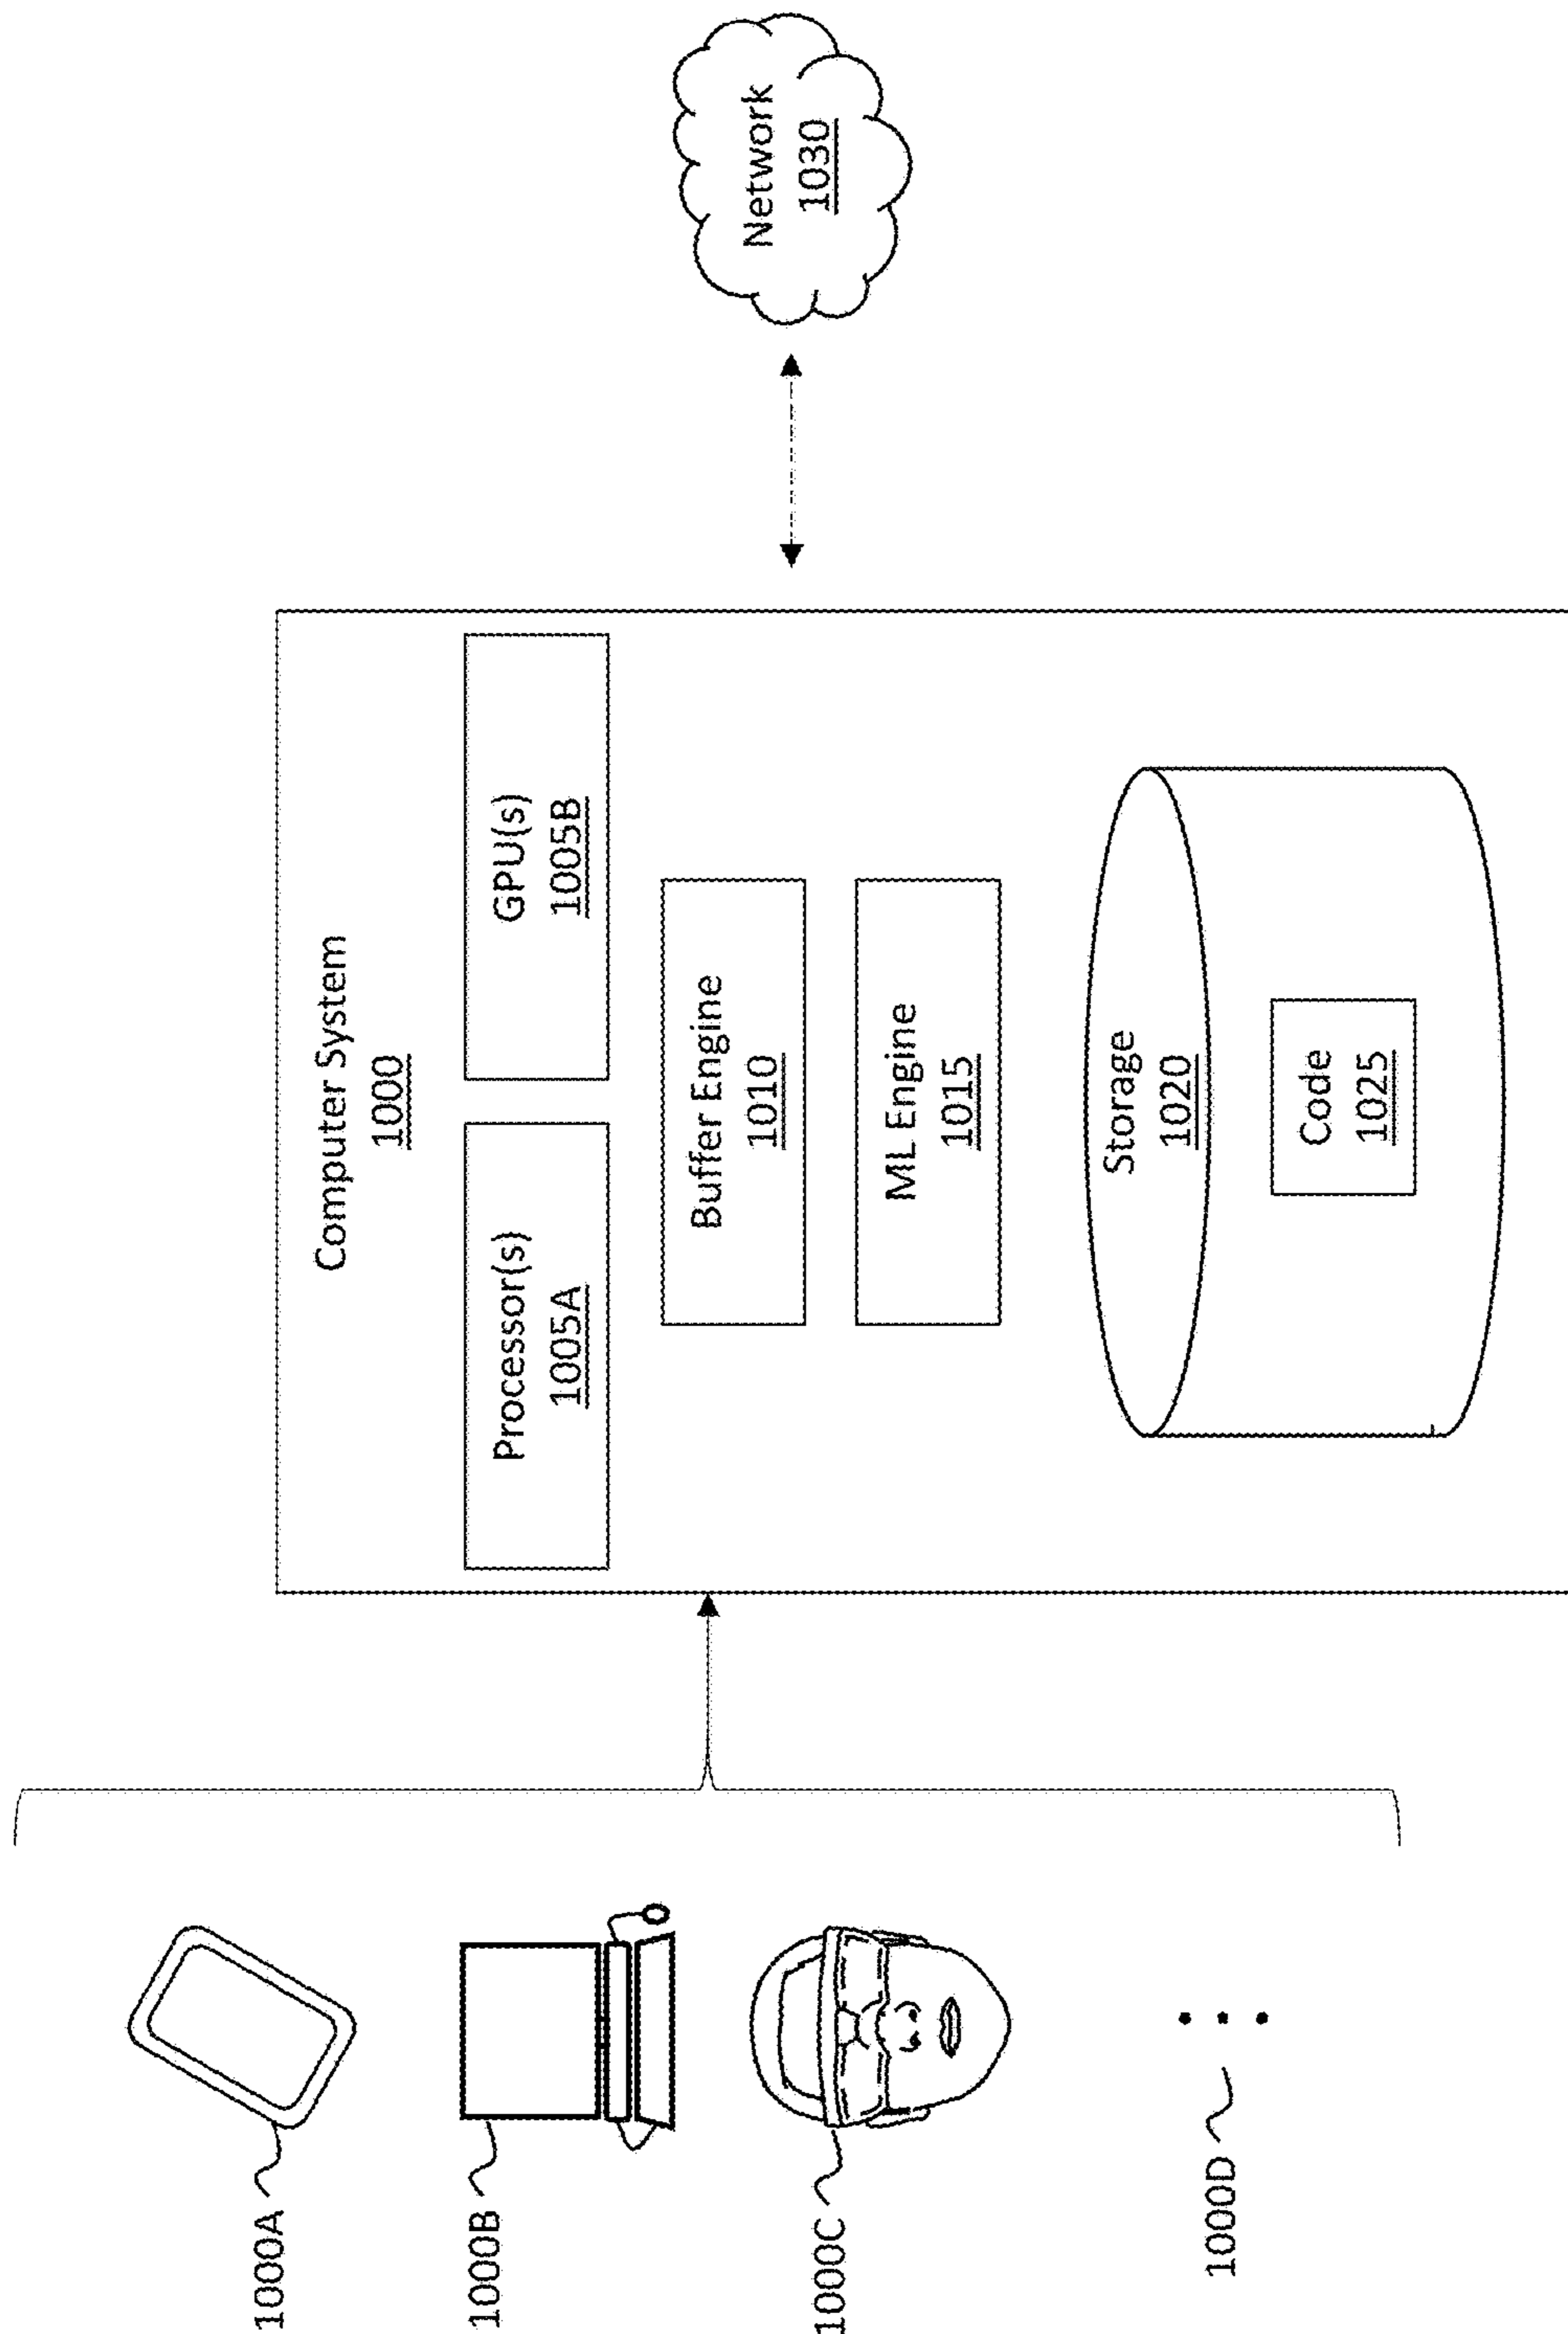 1000A
1000B
1000C
1000D
Computer System
1000
Processor(s)
1005A
GPU(s)
1005B
Buffer Engine
1010
ML Engine
1015
Storage
1020
Code
1025
Network
1030